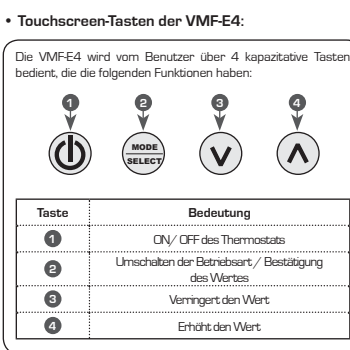 • Touchscreen-Tasten der VMF-E4:
Die VMF-E4 wird vom Benutzer über 4 kapazitative Tasten
bedient, die die folgenden Funktionen haben:
1 2 3 4
MODE
SELECT
Taste Bedeutung
1 ON/ OFF des Thermostats
2 Umschalten der Betriebsart / Bestätigung
des Wertes
3 Verringert den Wert
4 Erhöht den Wert